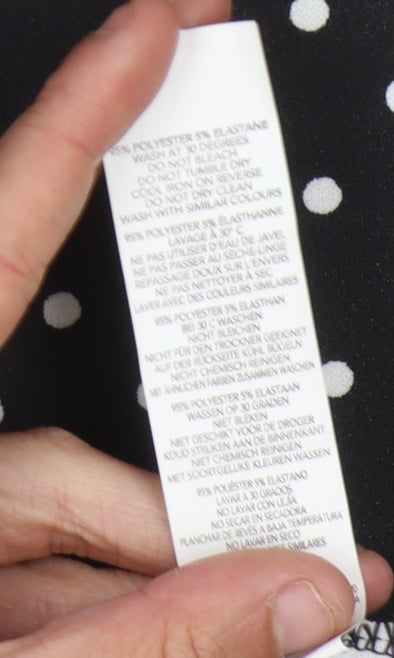 95% POLYESTER 5% ELASTANE
WASH AT 30 DEGREES
DO NOT BLEACH
DO NOT TUMBLE DRY
COOL IRON ON REVERSE
DO NOT DRY CLEAN
WASH WITH SIMILAR COLOURS
95% POLYESTER 5% ÉLASTHANNE
LAVAGE À 30° C
NE PAS UTILISER D'EAU DE JAVEL
NE PAS PASSER AU SÈCHE-LINGE
REPASSAGE DOUX SUR L'ENVERS
NE PAS NETTOYER À SEC
LAVER AVEC DES COULEURS SIMILAIRES
95% POLYESTER 5% ELASTHAN
BEI 30 C WASCHEN
NICHT BLEICHEN
NICHT FÜR DEN TROCKNER GEEIGNET
AUF DER RÜCKSEITE KÜHL BÜGELN
NICHT CHEMISCH REINIGEN
MIT ÄHNLICHEN FARBEN ZUSAMMEN WASCHEN
95% POLYESTER 5% ELASTAAN
WASSEN OP 30 GRADEN
NIET BLEKEN
NIET GESCHIKT VOOR DE DROGER
KOUD STRIJKEN AAN DE BINNENKANT
NIET CHEMISCH REINIGEN
MET SOORTGELIJKE KLEUREN WASSEN
95% POLIÉSTER 5% ELASTANO
LAVAR A 30 GRADOS
NO LAVAR CON LEJÍA
NO SECAR EN SECADORA
PLANCHAR DE REVÉS A BAJA TEMPERATURA
NO LAVAR EN SECO
SIMILARES